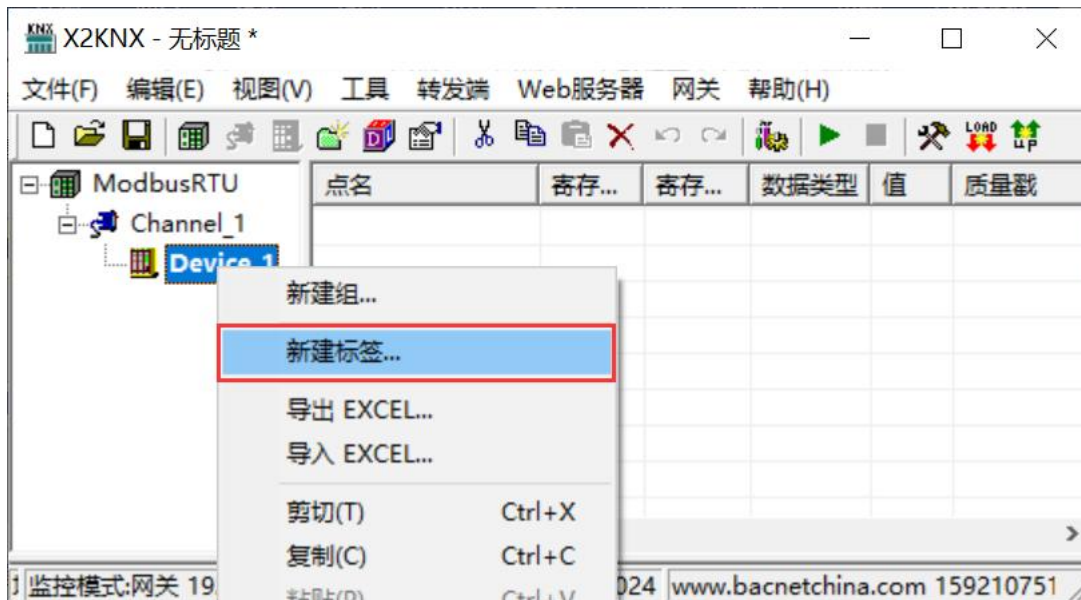 KNX X2KNX - 无标题 *
文件(F) 编辑(E) 视图(V) 工具 转发端 Web服务器 网关 帮助(H)
D LOAD UP
ModbusRTU 点名 寄存... 寄存... 数据类型 值 质量戳
Channel_1
Device_1
新建组...
新建标签...
导出 EXCEL...
导入 EXCEL...
剪切(T) Ctrl+X
复制(C) Ctrl+C
监控模式:网关 19 024 www.bacnetchina.com 159210751